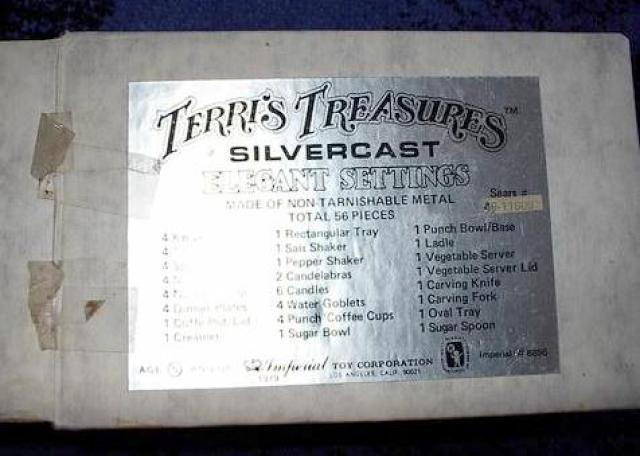 TERRI'S TREASURES™
SILVERCAST
ELEGANT SETTINGS
MADE OF NON-TARNISHABLE METAL
TOTAL 56 PIECES
Sears #
4
4
4
4
4
4 Dinner Plates
1 Coffee Pot/Lid
1 Creamer
1 Rectangular Tray
1 Salt Shaker
1 Pepper Shaker
2 Candelabras
6 Candles
4 Water Goblets
4 Punch Coffee Cups
1 Sugar Bowl
1 Punch Bowl/Base
1 Ladle
1 Vegetable Server
1 Vegetable Server Lid
1 Carving Knife
1 Carving Fork
1 Oval Tray
1 Sugar Spoon
AGE
Imperial TOY CORPORATION
1979 LOS ANGELES, CALIF. 90021
Imperial #